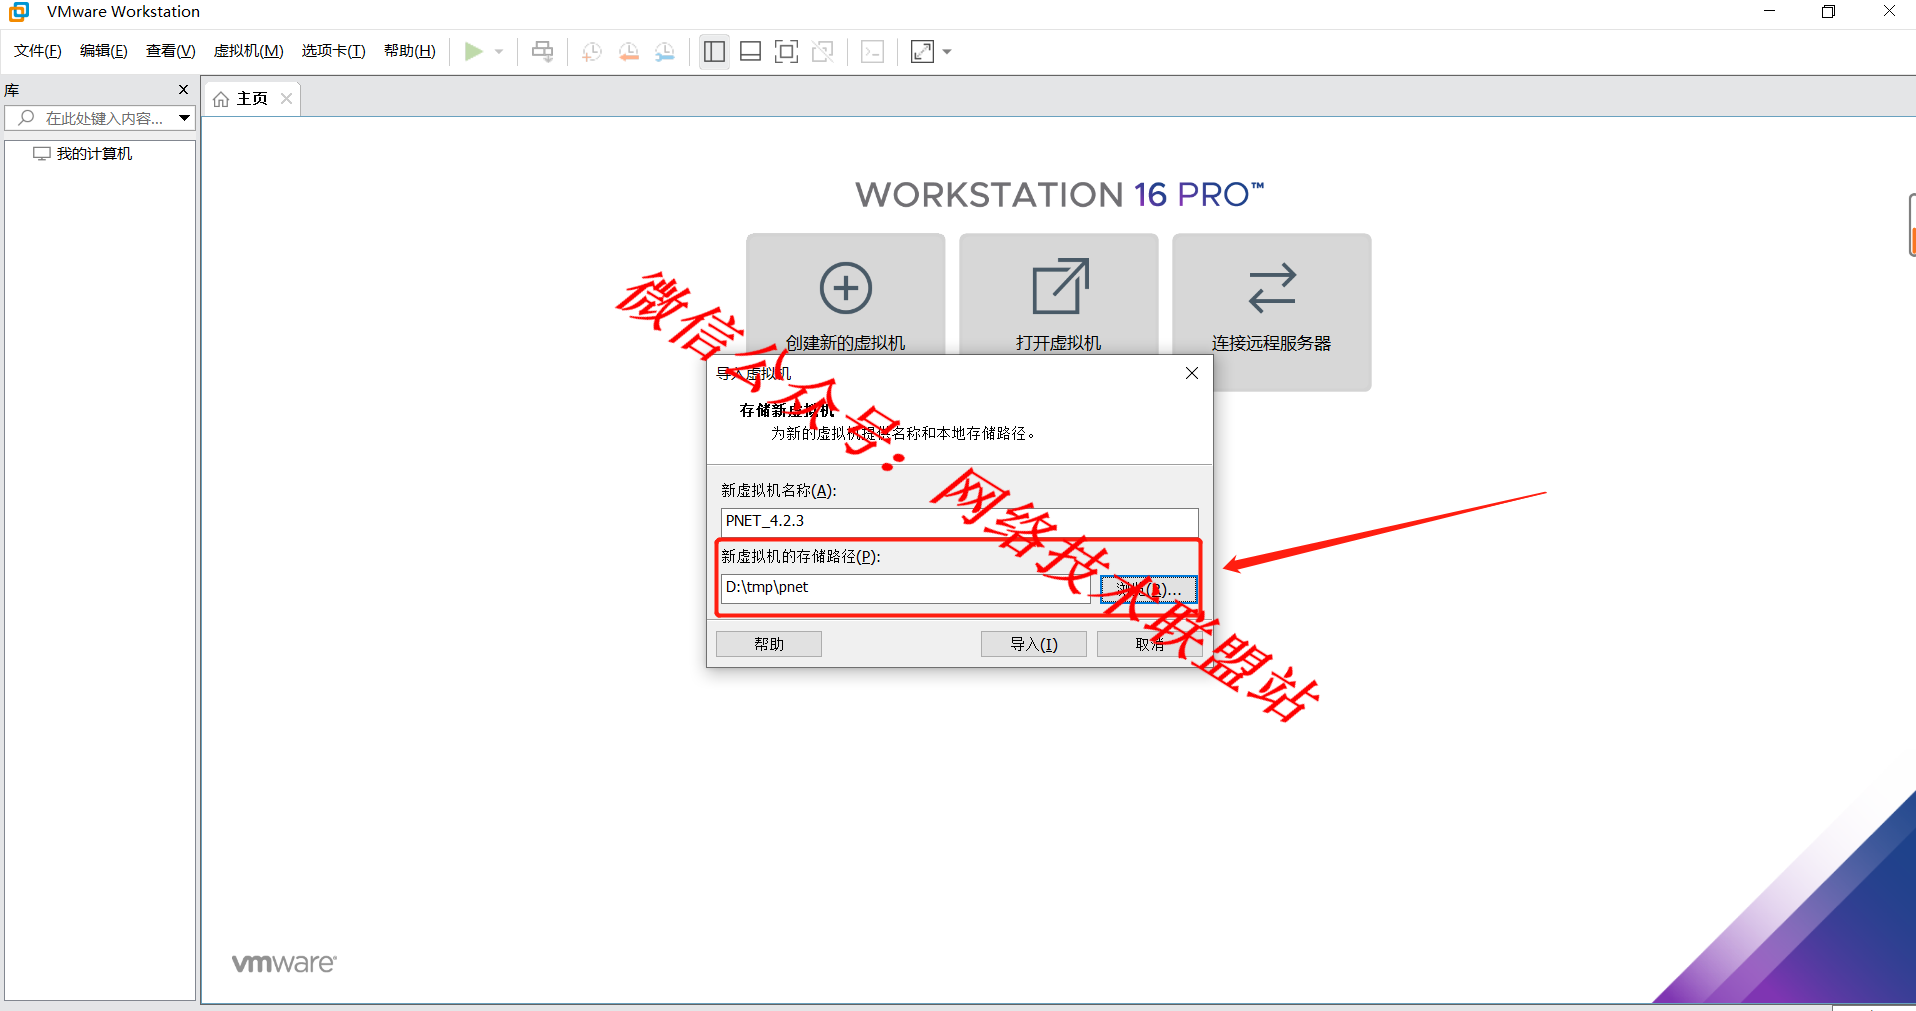 VMware Workstation
文件(F) 编辑(E) 查看(V) 虚拟机(M) 选项卡(T) 帮助(H)
库
主页
在此处键入内容...
我的计算机
WORKSTATION 16 PRO™
创建新的虚拟机
打开虚拟机
连接远程服务器
导入虚拟机
存储新虚拟机
为新的虚拟机提供名称和本地存储路径。
新虚拟机名称(A):
PNET_4.2.3
新虚拟机的存储路径(P):
D:\tmp\pnet
浏览(R)...
帮助
导入(I)
取消
微信公众号：网络技术联盟站
vmware